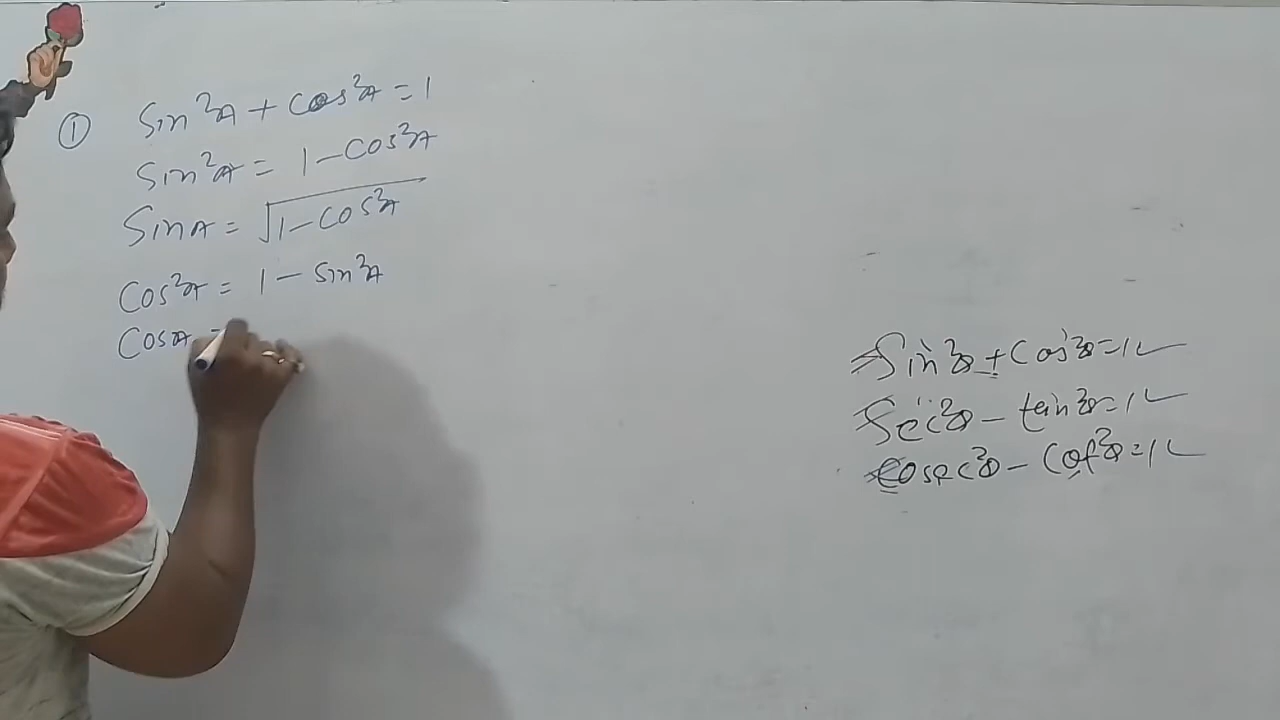 ① Sin²A + Cos²A = 1
Sin²A = 1 - Cos²A
SinA = √1 - Cos²A
Cos²A = 1 - Sin²A
CosA =
Sin²θ + Cos²θ = 1
Sec²θ - tan²θ = 1
Cosec²θ - Cot²θ = 1